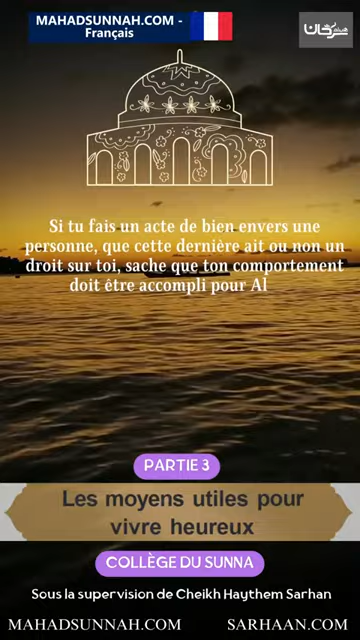 MAHADSUNNAH.COM -
Français
سرحان
Si tu fais un acte de bien envers une
personne, que cette dernière ait ou non un
droit sur toi, sache que ton comportement
doit être accompli pour Al
PARTIE 3
Les moyens utiles pour
vivre heureux
COLLÈGE DU SUNNA
Sous la supervision de Cheikh Haythem Sarhan
MAHADSUNNAH.COM
SARHAAN.COM